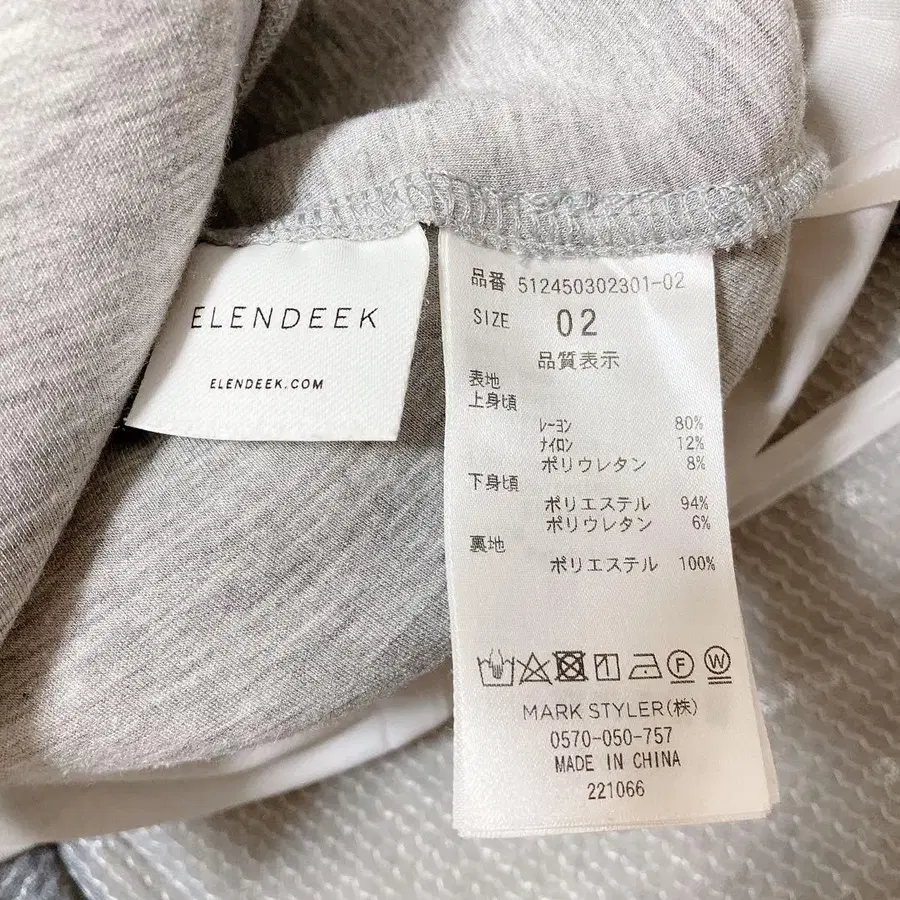 ELENDEEK
ELENDEEK.COM
品番 512450302301-02
SIZE 02
品質表示
表地
上身頃
ﾚｰﾖﾝ 80%
ﾅｲﾛﾝ 12%
ポリウレタン 8%
下身頃
ポリエステル 94%
ポリウレタン 6%
裏地
ポリエステル 100%
F W
MARK STYLER(株)
0570-050-757
MADE IN CHINA
221066